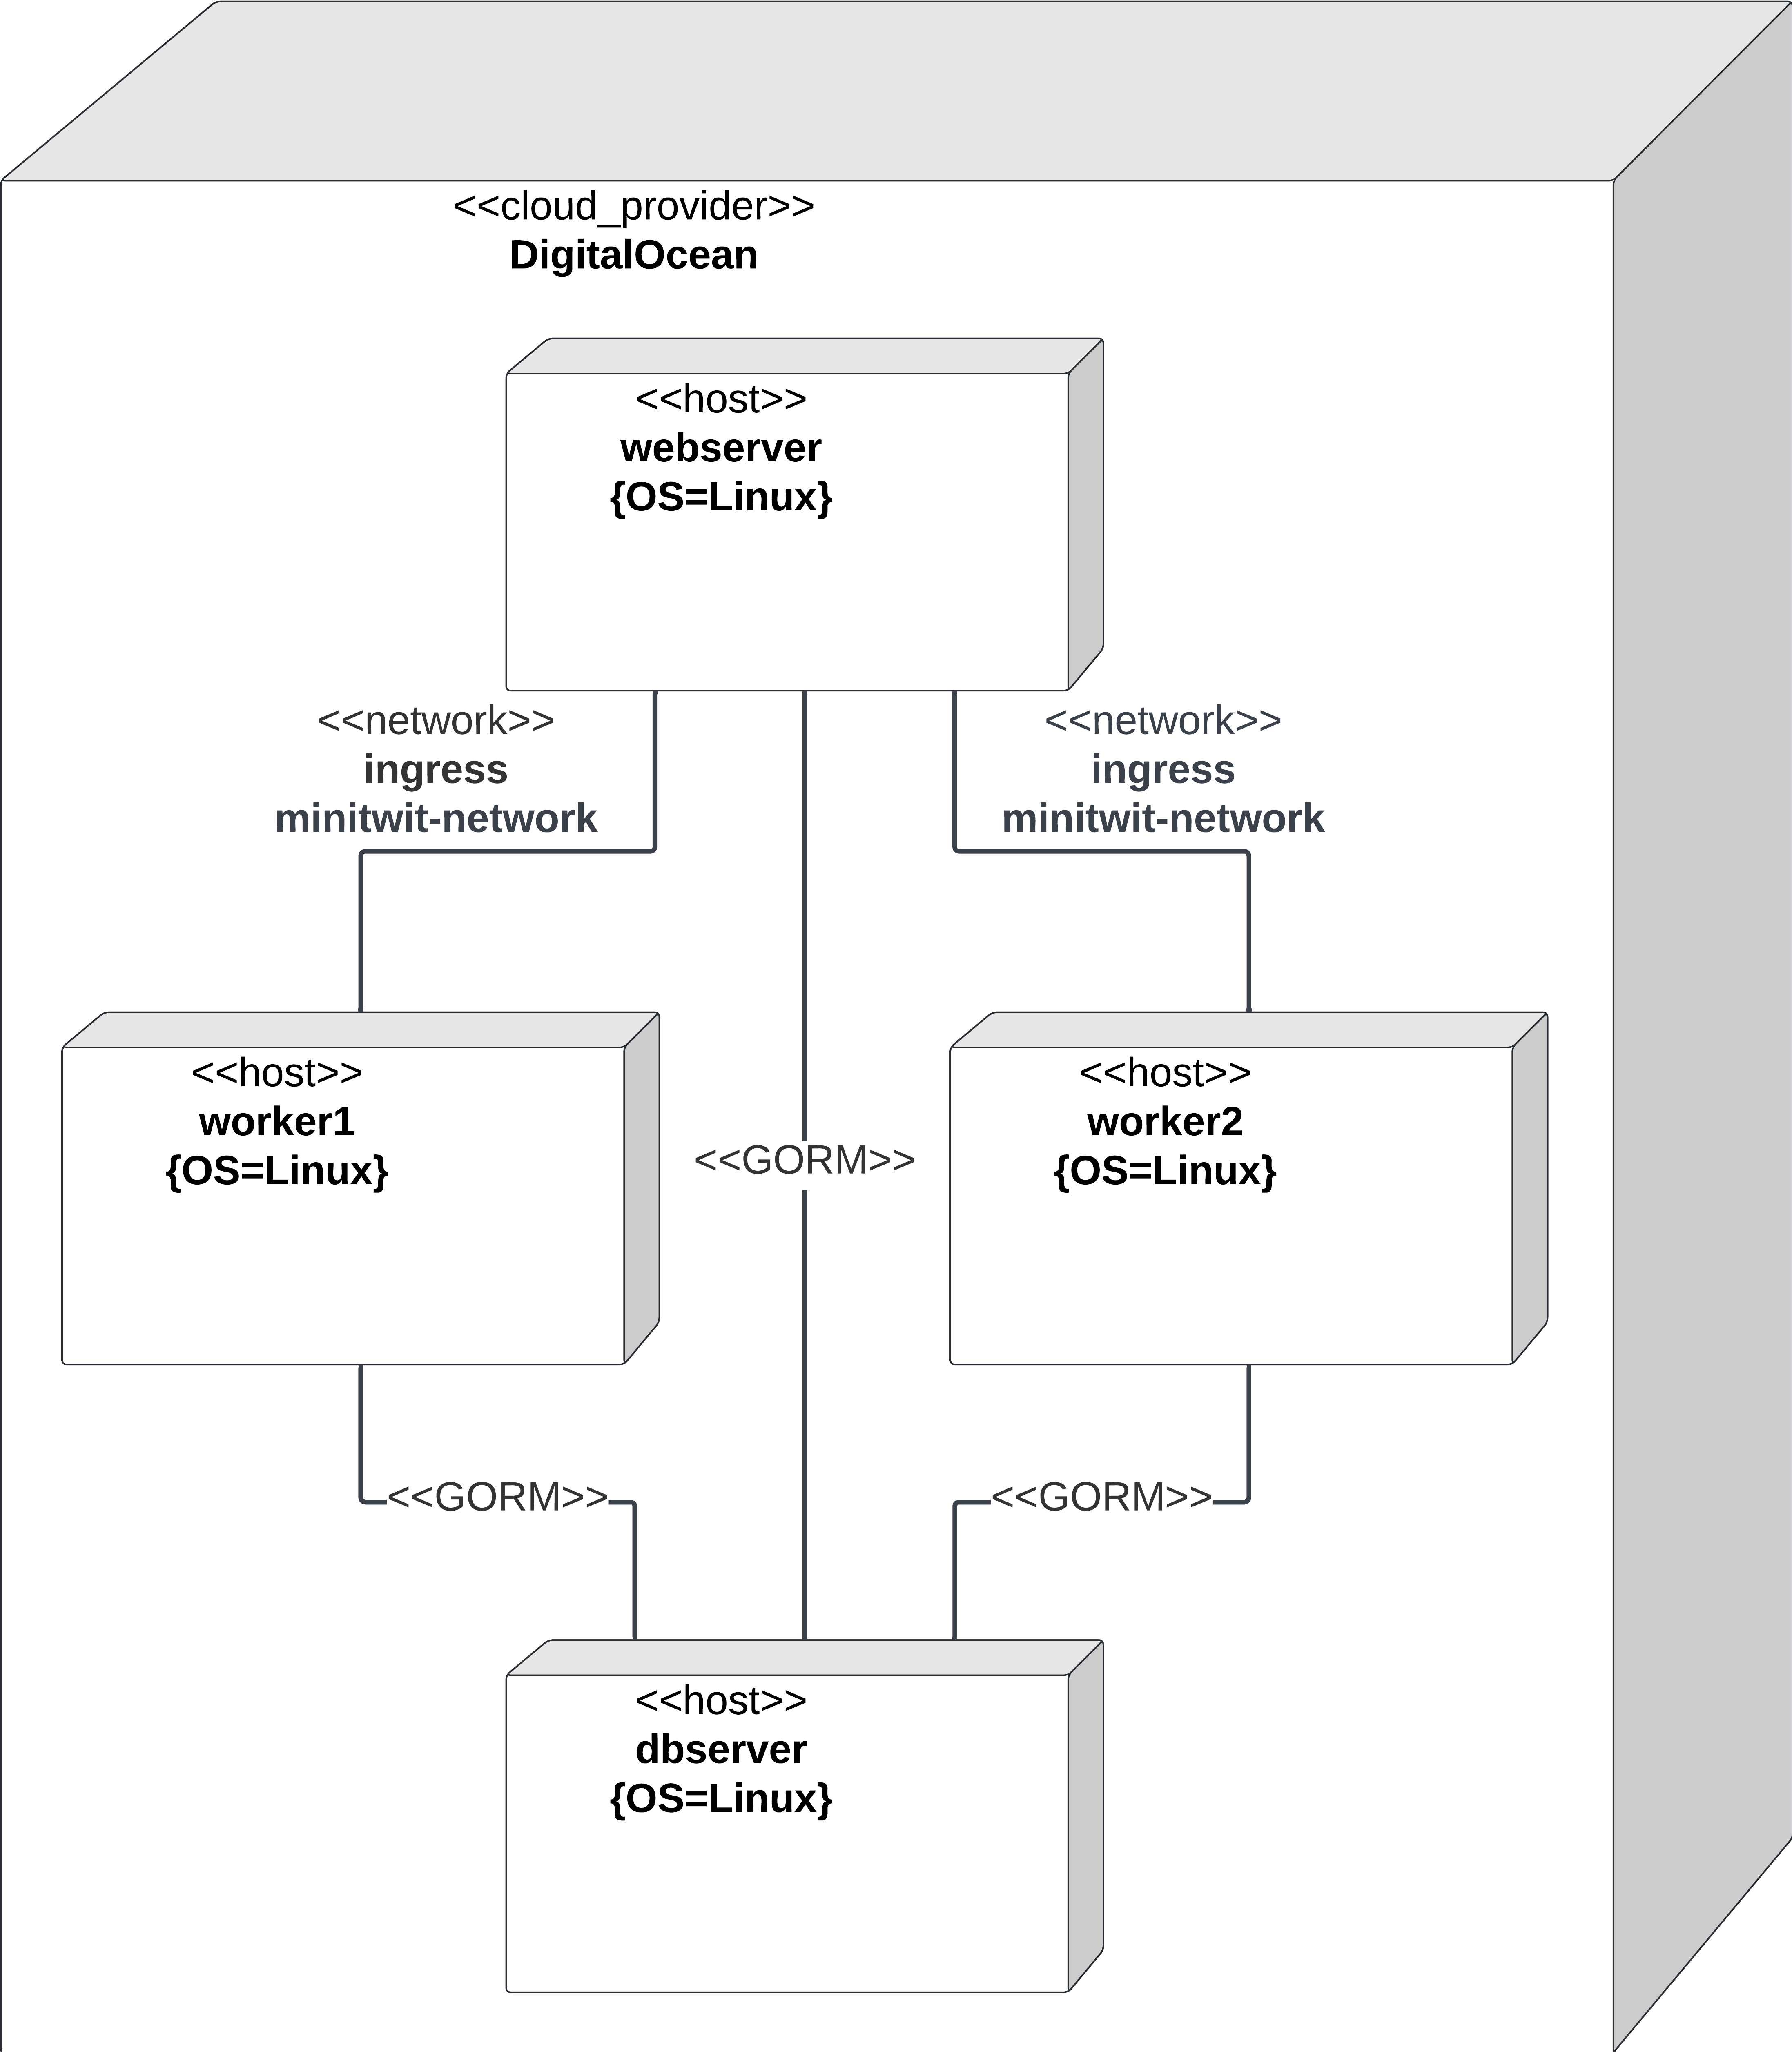 <<cloud_provider>>
DigitalOcean
<<host>>
webserver
{OS=Linux}
<<network>>
ingress
minitwit-network
<<network>>
ingress
minitwit-network
<<host>>
worker1
{OS=Linux}
<<GORM>>
<<host>>
worker2
{OS=Linux}
<<GORM>>
<<GORM>>
<<host>>
dbserver
{OS=Linux}